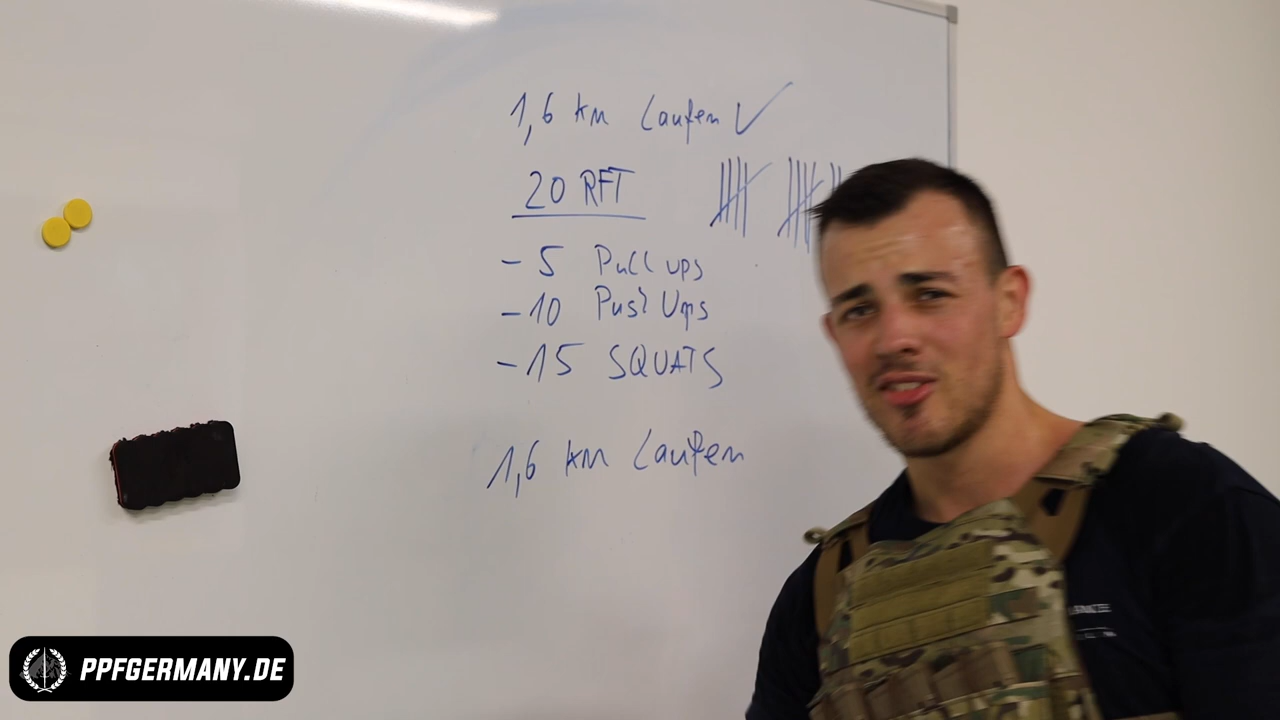 1,6 km Laufen ✓
20 RFT
- 5 Pull ups
- 10 Push Ups
- 15 SQUATS
1,6 km Laufen
PPFGERMANY.DE